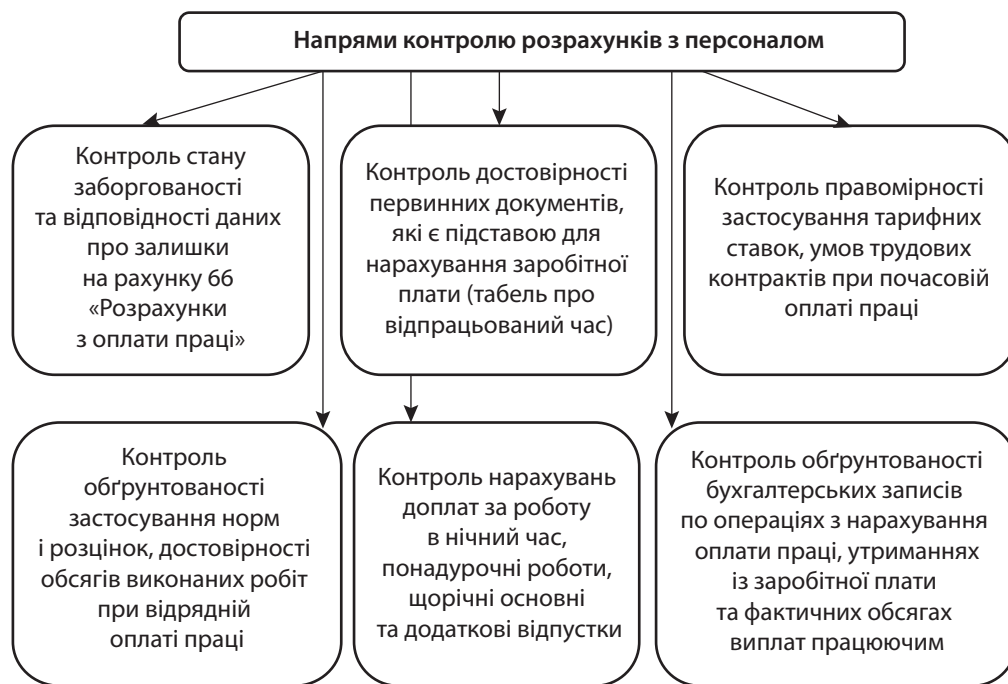 Напрями контролю розрахунків з персоналом
Контроль стану
заборгованості
та відповідності даних
про залишки
на рахунку 66
«Розрахунки
з оплати праці»
Контроль достовірності
первинних документів,
які є підставою для
нарахування заробітної
плати (табель про
відпрацьований час)
Контроль правомірності
застосування тарифних
ставок, умов трудових
контрактів при почасовій
оплаті праці
Контроль
обґрунтованості
застосування норм
і розцінок, достовірності
обсягів виконаних робіт
при відрядній
оплаті праці
Контроль нарахувань
доплат за роботу
в нічний час,
понадурочні роботи,
щорічні основні
та додаткові відпустки
Контроль обґрунтованості
бухгалтерських записів
по операціях з нарахування
оплати праці, утриманнях
із заробітної плати
та фактичних обсягах
виплат працюючим